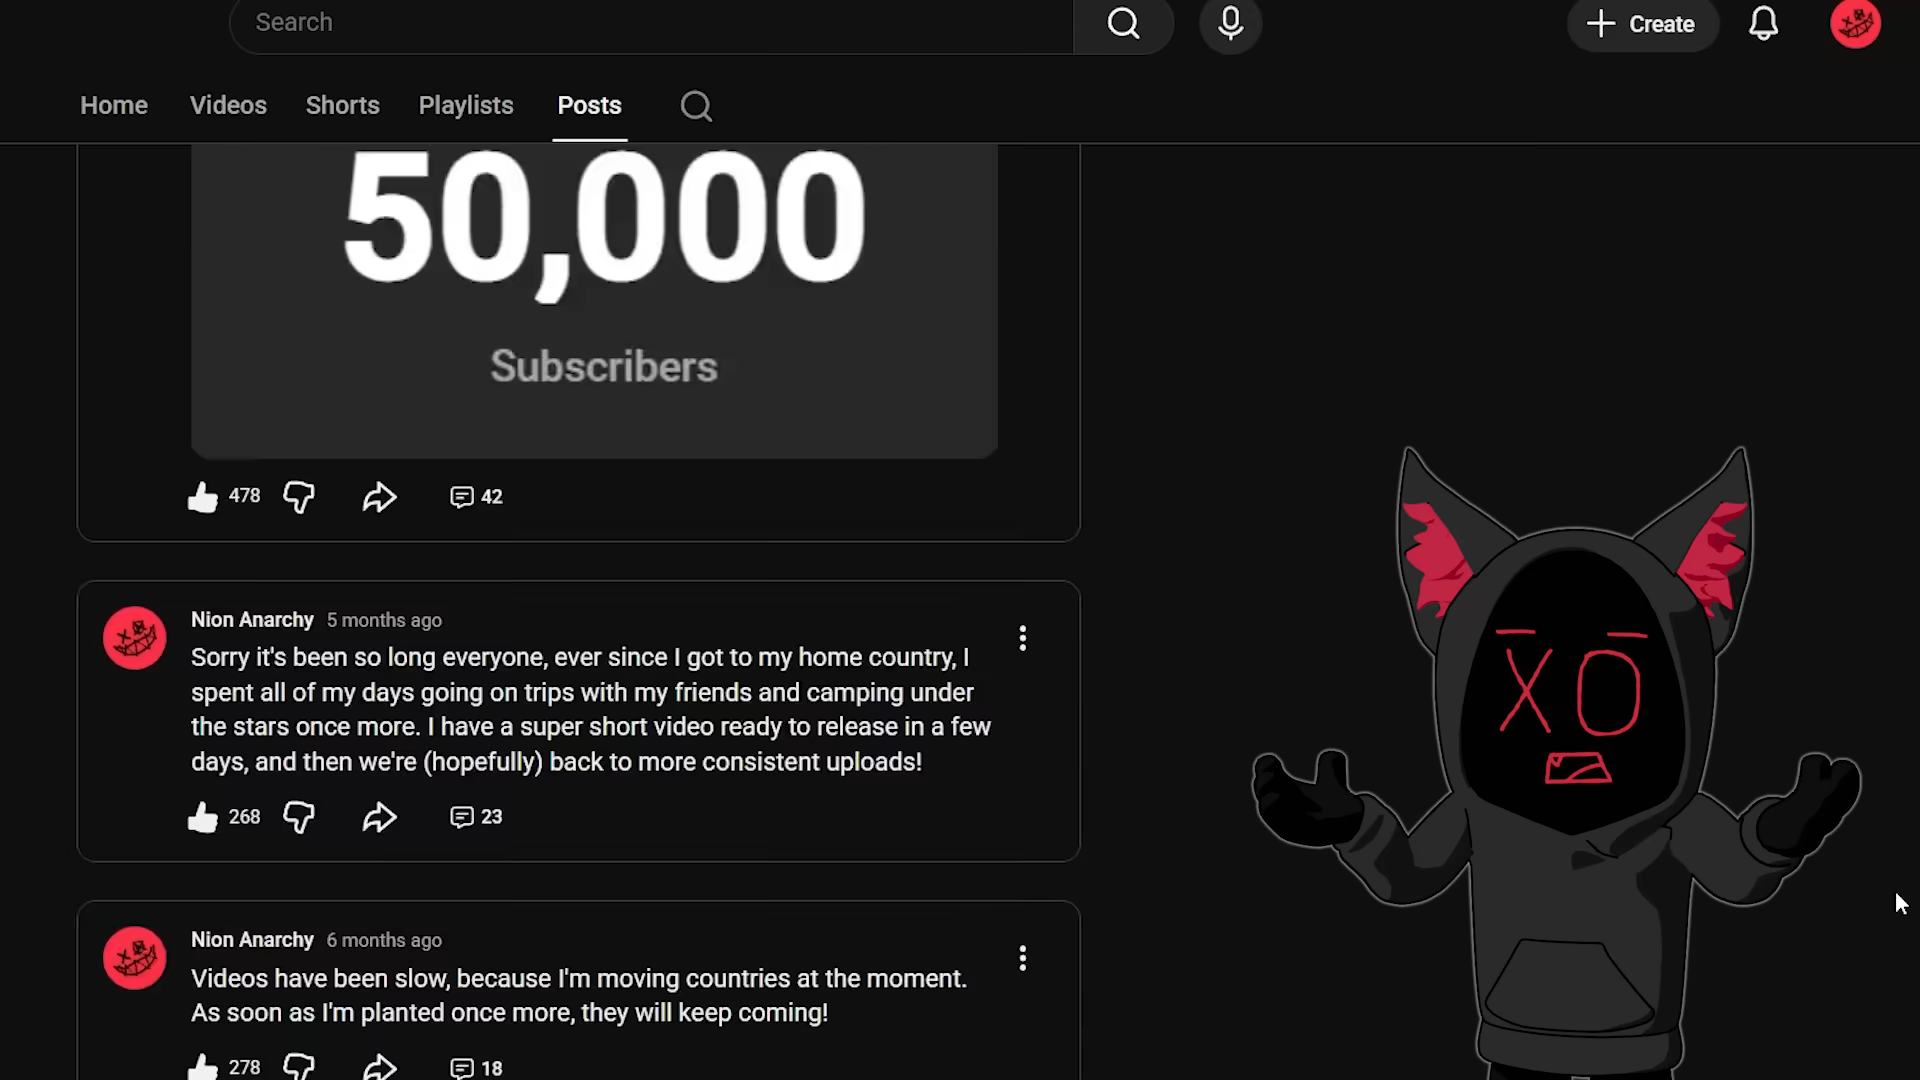 Search
Create
Home Videos Shorts Playlists Posts
50,000
Subscribers
478 42
Nion Anarchy 5 months ago
Sorry it's been so long everyone, ever since I got to my home country, I
spent all of my days going on trips with my friends and camping under
the stars once more. I have a super short video ready to release in a few
days, and then we're (hopefully) back to more consistent uploads!
268 23
Nion Anarchy 6 months ago
Videos have been slow, because I'm moving countries at the moment.
As soon as I'm planted once more, they will keep coming!
278 18
XO